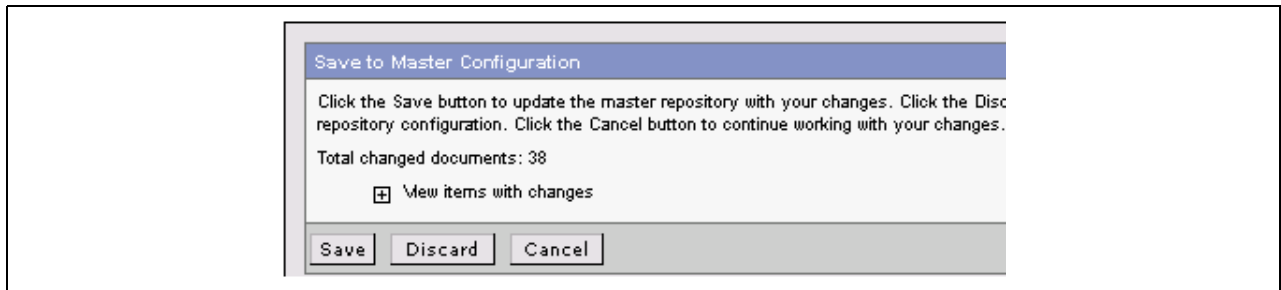 Save to Master Configuration
Click the Save button to update the master repository with your changes. Click the Disc
repository configuration. Click the Cancel button to continue working with your changes.
Total changed documents: 38
View items with changes
Save Discard Cancel